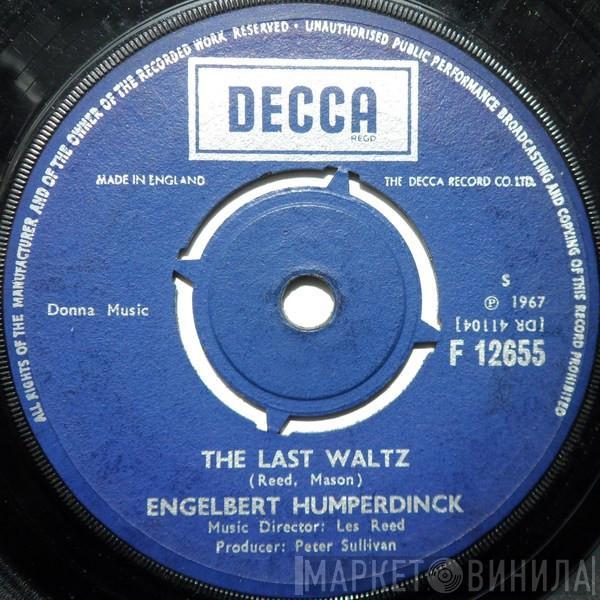 ALL RIGHTS OF THE MANUFACTURER AND OF THE OWNER OF THE RECORDED WORK RESERVED • UNAUTHORISED PUBLIC PERFORMANCE BROADCASTING AND COPYING OF THIS RECORD PROHIBITED
DECCA
REGD
MADE IN ENGLAND
THE DECCA RECORD CO. LTD.
S
Donna Music
℗ 1967
[DR 41104]
F 12655
THE LAST WALTZ
(Reed, Mason)
ENGELBERT HUMPERDINCK
Music Director: Les Reed
Producer: Peter Sullivan
МАРКЕТ ВИНИЛА